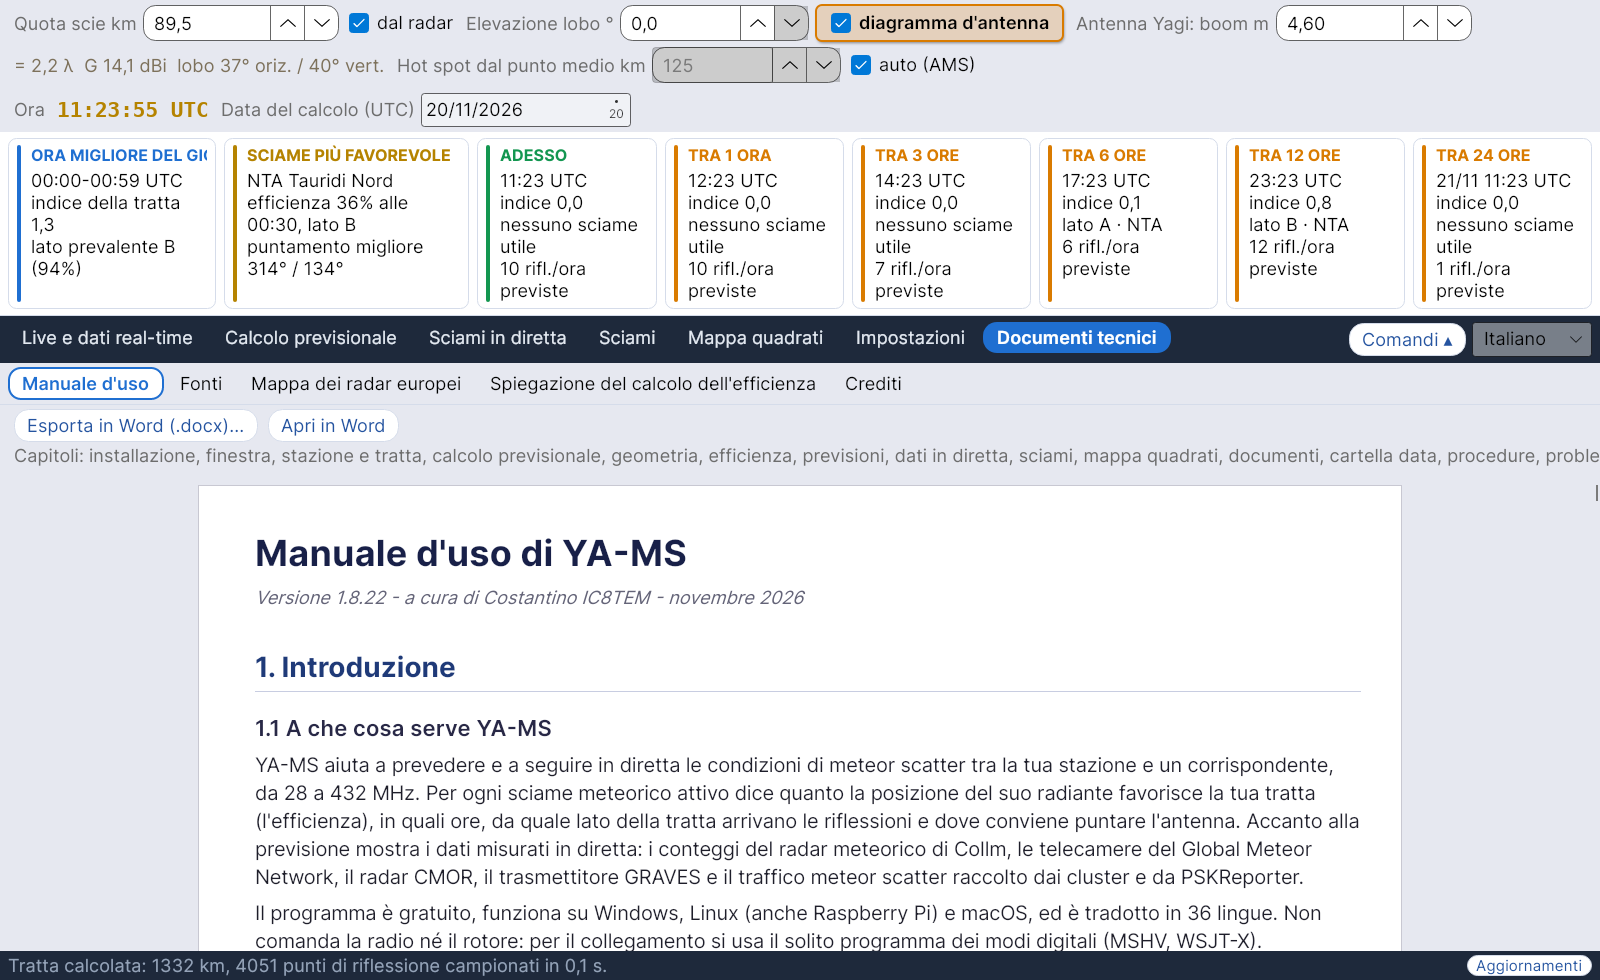 Quota scie km 89,5 dal radar Elevazione lobo ° 0,0 diagramma d'antenna Antenna Yagi: boom m 4,60
= 2,2 λ G 14,1 dBi lobo 37° oriz. / 40° vert. Hot spot dal punto medio km 125 auto (AMS)
Ora 11:23:55 UTC Data del calcolo (UTC) 20/11/2026 20
ORA MIGLIORE DEL GIO
00:00-00:59 UTC
indice della tratta
1,3
lato prevalente B
(94%)
SCIAME PIÙ FAVOREVOLE
NTA Tauridi Nord
efficienza 36% alle
00:30, lato B
puntamento migliore
314° / 134°
ADESSO
11:23 UTC
indice 0,0
nessuno sciame
utile
10 rifl./ora
previste
TRA 1 ORA
12:23 UTC
indice 0,0
nessuno sciame
utile
10 rifl./ora
previste
TRA 3 ORE
14:23 UTC
indice 0,0
nessuno sciame
utile
7 rifl./ora
previste
TRA 6 ORE
17:23 UTC
indice 0,1
lato A · NTA
6 rifl./ora
previste
TRA 12 ORE
23:23 UTC
indice 0,8
lato B · NTA
12 rifl./ora
previste
TRA 24 ORE
21/11 11:23 UTC
indice 0,0
nessuno sciame
utile
1 rifl./ora
previste
Live e dati real-time Calcolo previsionale Sciami in diretta Sciami Mappa quadrati Impostazioni Documenti tecnici Comandi ▴ Italiano
Manuale d'uso Fonti Mappa dei radar europei Spiegazione del calcolo dell'efficienza Crediti
Esporta in Word (.docx)... Apri in Word
Capitoli: installazione, finestra, stazione e tratta, calcolo previsionale, geometria, efficienza, previsioni, dati in diretta, sciami, mappa quadrati, documenti, cartella data, procedure, proble
Manuale d'uso di YA-MS
Versione 1.8.22 - a cura di Costantino IC8TEM - novembre 2026
1. Introduzione
1.1 A che cosa serve YA-MS
YA-MS aiuta a prevedere e a seguire in diretta le condizioni di meteor scatter tra la tua stazione e un corrispondente,
da 28 a 432 MHz. Per ogni sciame meteorico attivo dice quanto la posizione del suo radiante favorisce la tua tratta
(l'efficienza), in quali ore, da quale lato della tratta arrivano le riflessioni e dove conviene puntare l'antenna. Accanto alla
previsione mostra i dati misurati in diretta: i conteggi del radar meteorico di Collm, le telecamere del Global Meteor
Network, il radar CMOR, il trasmettitore GRAVES e il traffico meteor scatter raccolto dai cluster e da PSKReporter.
Il programma è gratuito, funziona su Windows, Linux (anche Raspberry Pi) e macOS, ed è tradotto in 36 lingue. Non
comanda la radio né il rotore: per il collegamento si usa il solito programma dei modi digitali (MSHV, WSJT-X).
Tratta calcolata: 1332 km, 4051 punti di riflessione campionati in 0,1 s. Aggiornamenti